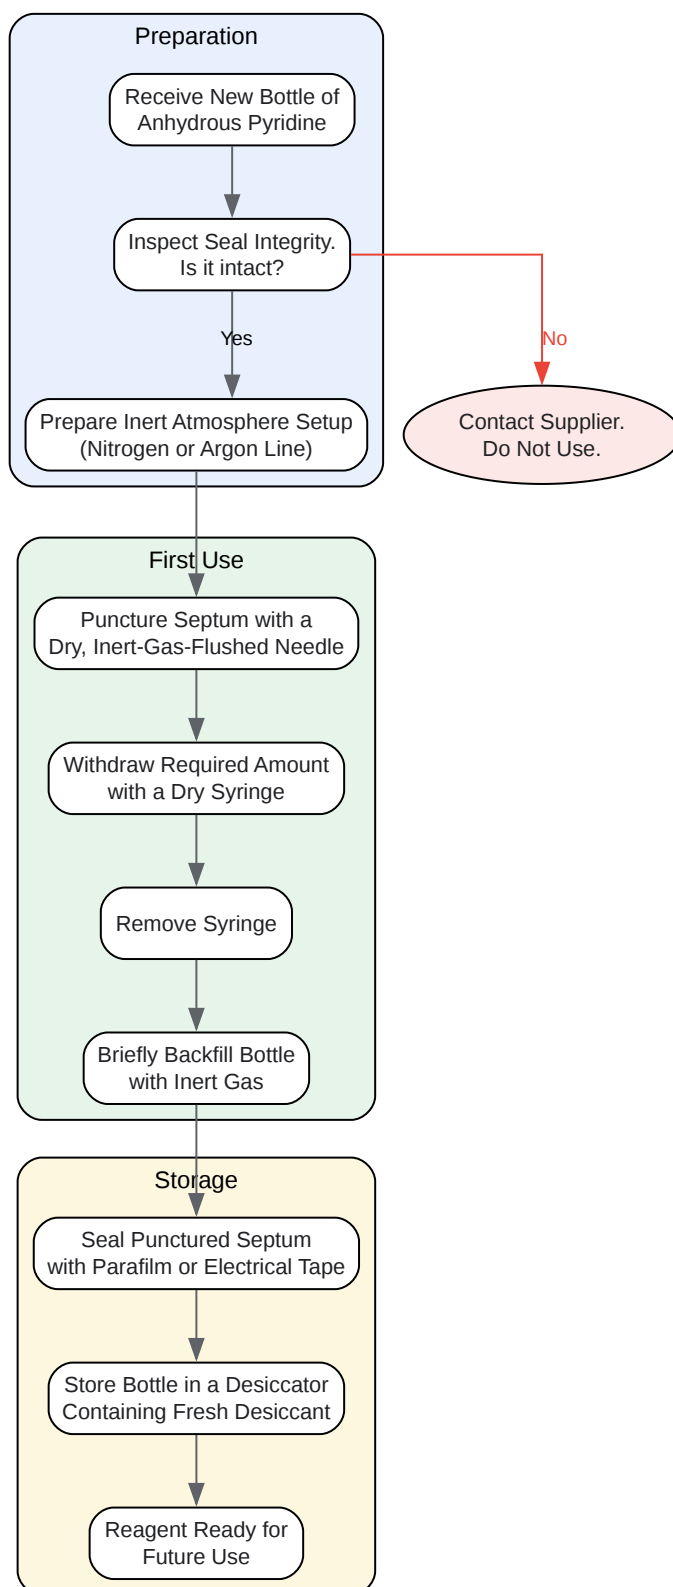 Preparation
Receive New Bottle of
Anhydrous Pyridine
Inspect Seal Integrity.
Is it intact?
Yes
No
Prepare Inert Atmosphere Setup
(Nitrogen or Argon Line)
Contact Supplier.
Do Not Use.
First Use
Puncture Septum with a
Dry, Inert-Gas-Flushed Needle
Withdraw Required Amount
with a Dry Syringe
Remove Syringe
Briefly Backfill Bottle
with Inert Gas
Storage
Seal Punctured Septum
with Parafilm or Electrical Tape
Store Bottle in a Desiccator
Containing Fresh Desiccant
Reagent Ready for
Future Use